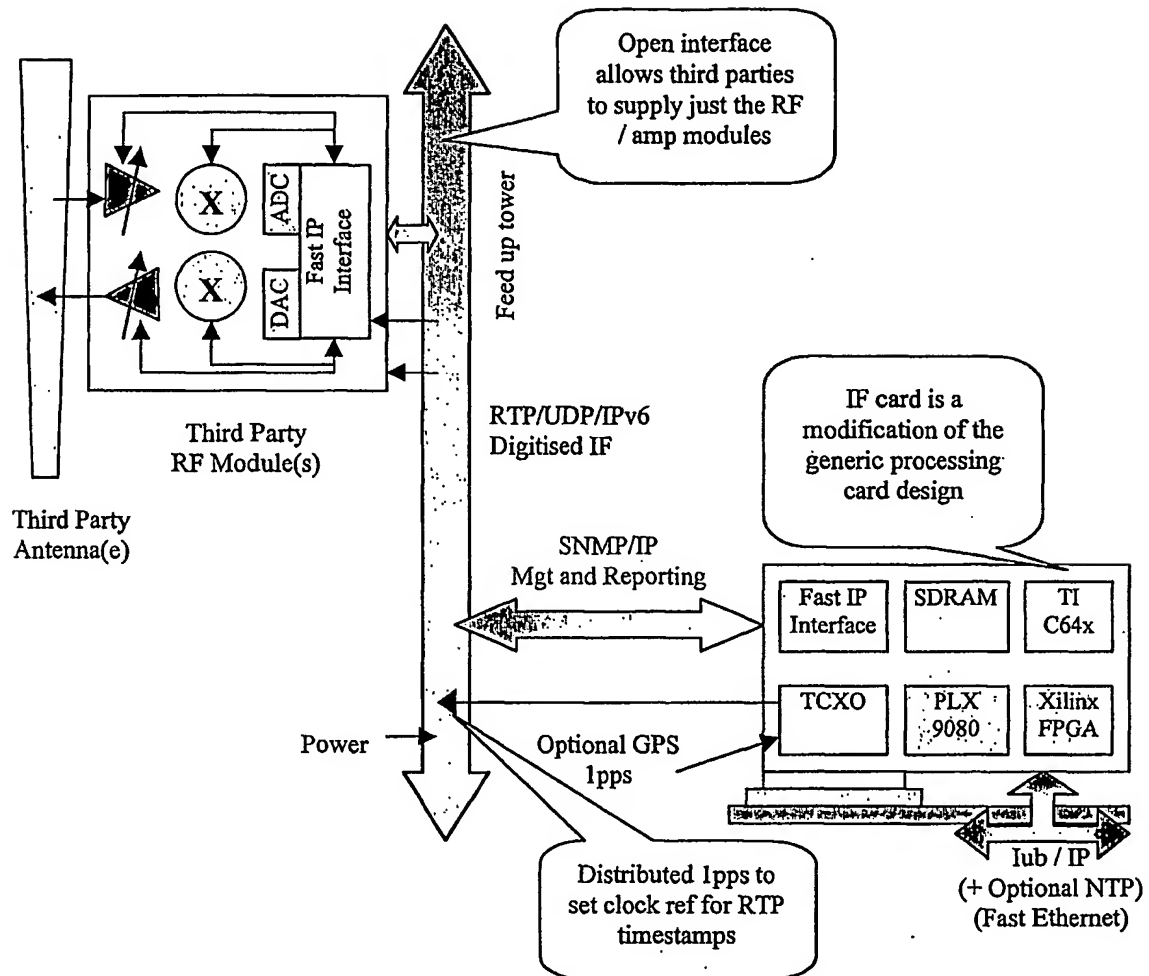 Open interface
allows third parties
to supply just the RF
/ amp modules
X
ADC
Fast IP
Interface
X
DAC
Feed up tower
Third Party
RF Module(s)
Third Party
Antenna(e)
RTP/UDP/IPv6
Digitised IF
IF card is a
modification of the
generic processing
card design
SNMP/IP
Mgt and Reporting
Fast IP
Interface
SDRAM
TI
C64x
TCXO
PLX
9080
Xilinx
FPGA
Power
Optional GPS
1pps
Distributed 1pps to
set clock ref for RTP
timestamps
Iub / IP
(+ Optional NTP)
(Fast Ethernet)